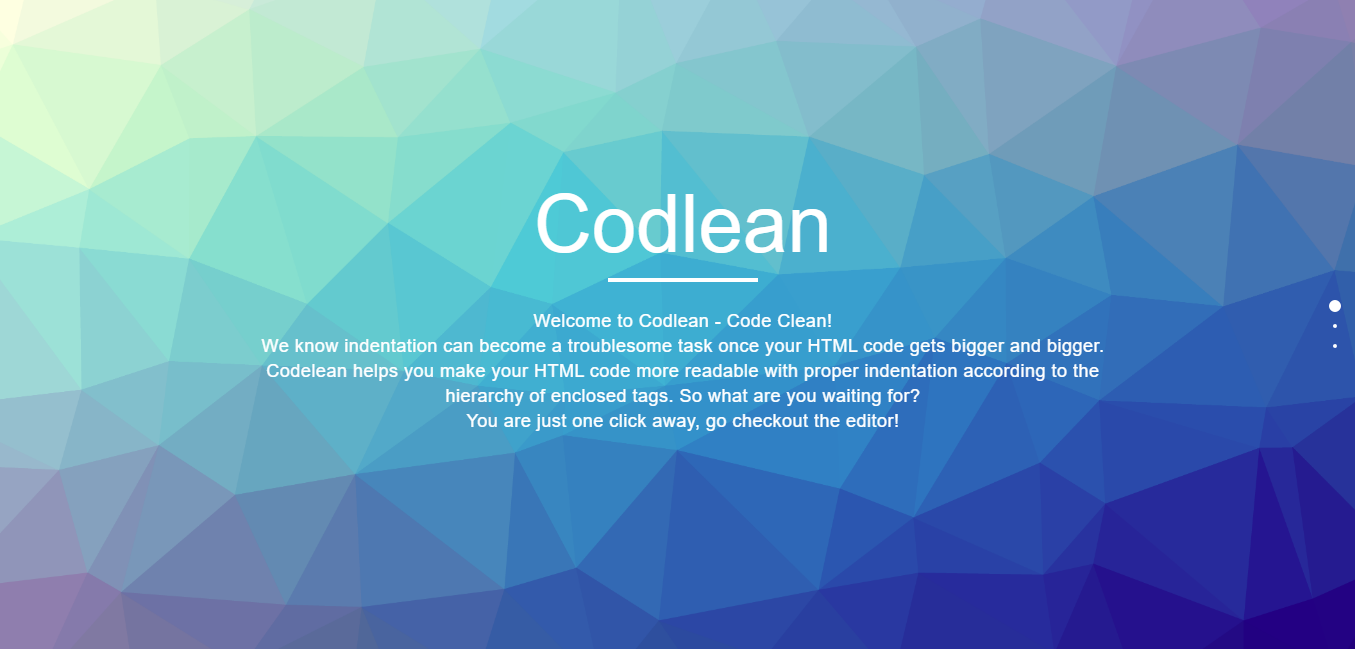 Codlean
Welcome to Codlean - Code Clean!
We know indentation can become a troublesome task once your HTML code gets bigger and bigger.
Codelean helps you make your HTML code more readable with proper indentation according to the
hierarchy of enclosed tags. So what are you waiting for?
You are just one click away, go checkout the editor!